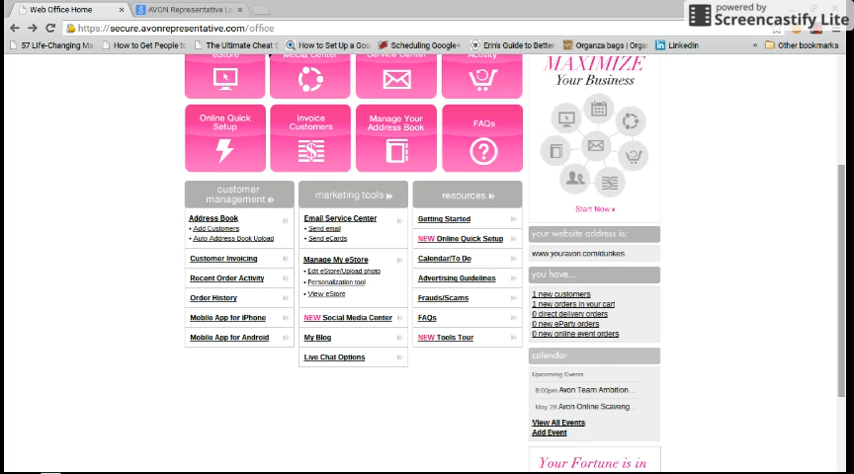 Web Office Home
AVON Representative Lo
powered by
Screencastify Lite
https://secure.avonrepresentative.com/office
57 Life-Changing Ma
How to Get People to
The Ultimate Cheat S
How to Set Up a Goo
Scheduling Google+
Erin's Guide to Better
Organza bags | Orga
LinkedIn
»
Other bookmarks
eStore
Media Center
Service Center
Activity
Online Quick
Setup
Invoice
Customers
Manage Your
Address Book
FAQs
MAXIMIZE
Your Business
Start Now
customer
management »
Address Book
• Add Customers
• Auto Address Book Upload
Customer Invoicing
Recent Order Activity
Order History
Mobile App for iPhone
Mobile App for Android
marketing tools »
Email Service Center
• Send email
• Send eCards
Manage My eStore
• Edit eStore/Upload photo
• Personalization tool
• View eStore
NEW Social Media Center
My Blog
Live Chat Options
resources »
Getting Started
NEW Online Quick Setup
Calendar/To Do
Advertising Guidelines
Frauds/Scams
FAQs
NEW Tools Tour
your website address is:
www.youravon.com/dunkes
you have...
1 new customers
1 new orders in your cart
0 direct delivery orders
0 new eParty orders
0 new online event orders
calendar
Upcoming Events
8:00pm Avon Team Ambition ...
May 28 Avon Online Scaveng...
View All Events
Add Event
Your Fortune is in